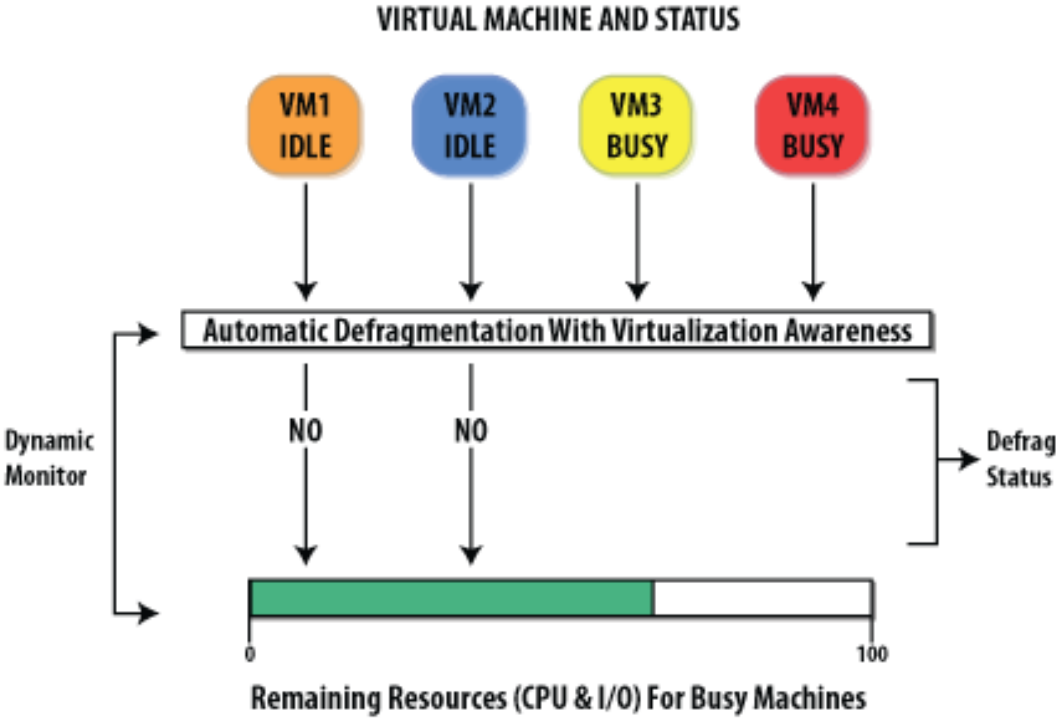 VIRTUAL MACHINE AND STATUS
VM1
IDLE
VM2
IDLE
VM3
BUSY
VM4
BUSY
Automatic Defragmentation With Virtualization Awareness
NO
NO
Dynamic
Monitor
Defrag
Status
0
100
Remaining Resources (CPU & I/O) For Busy Machines